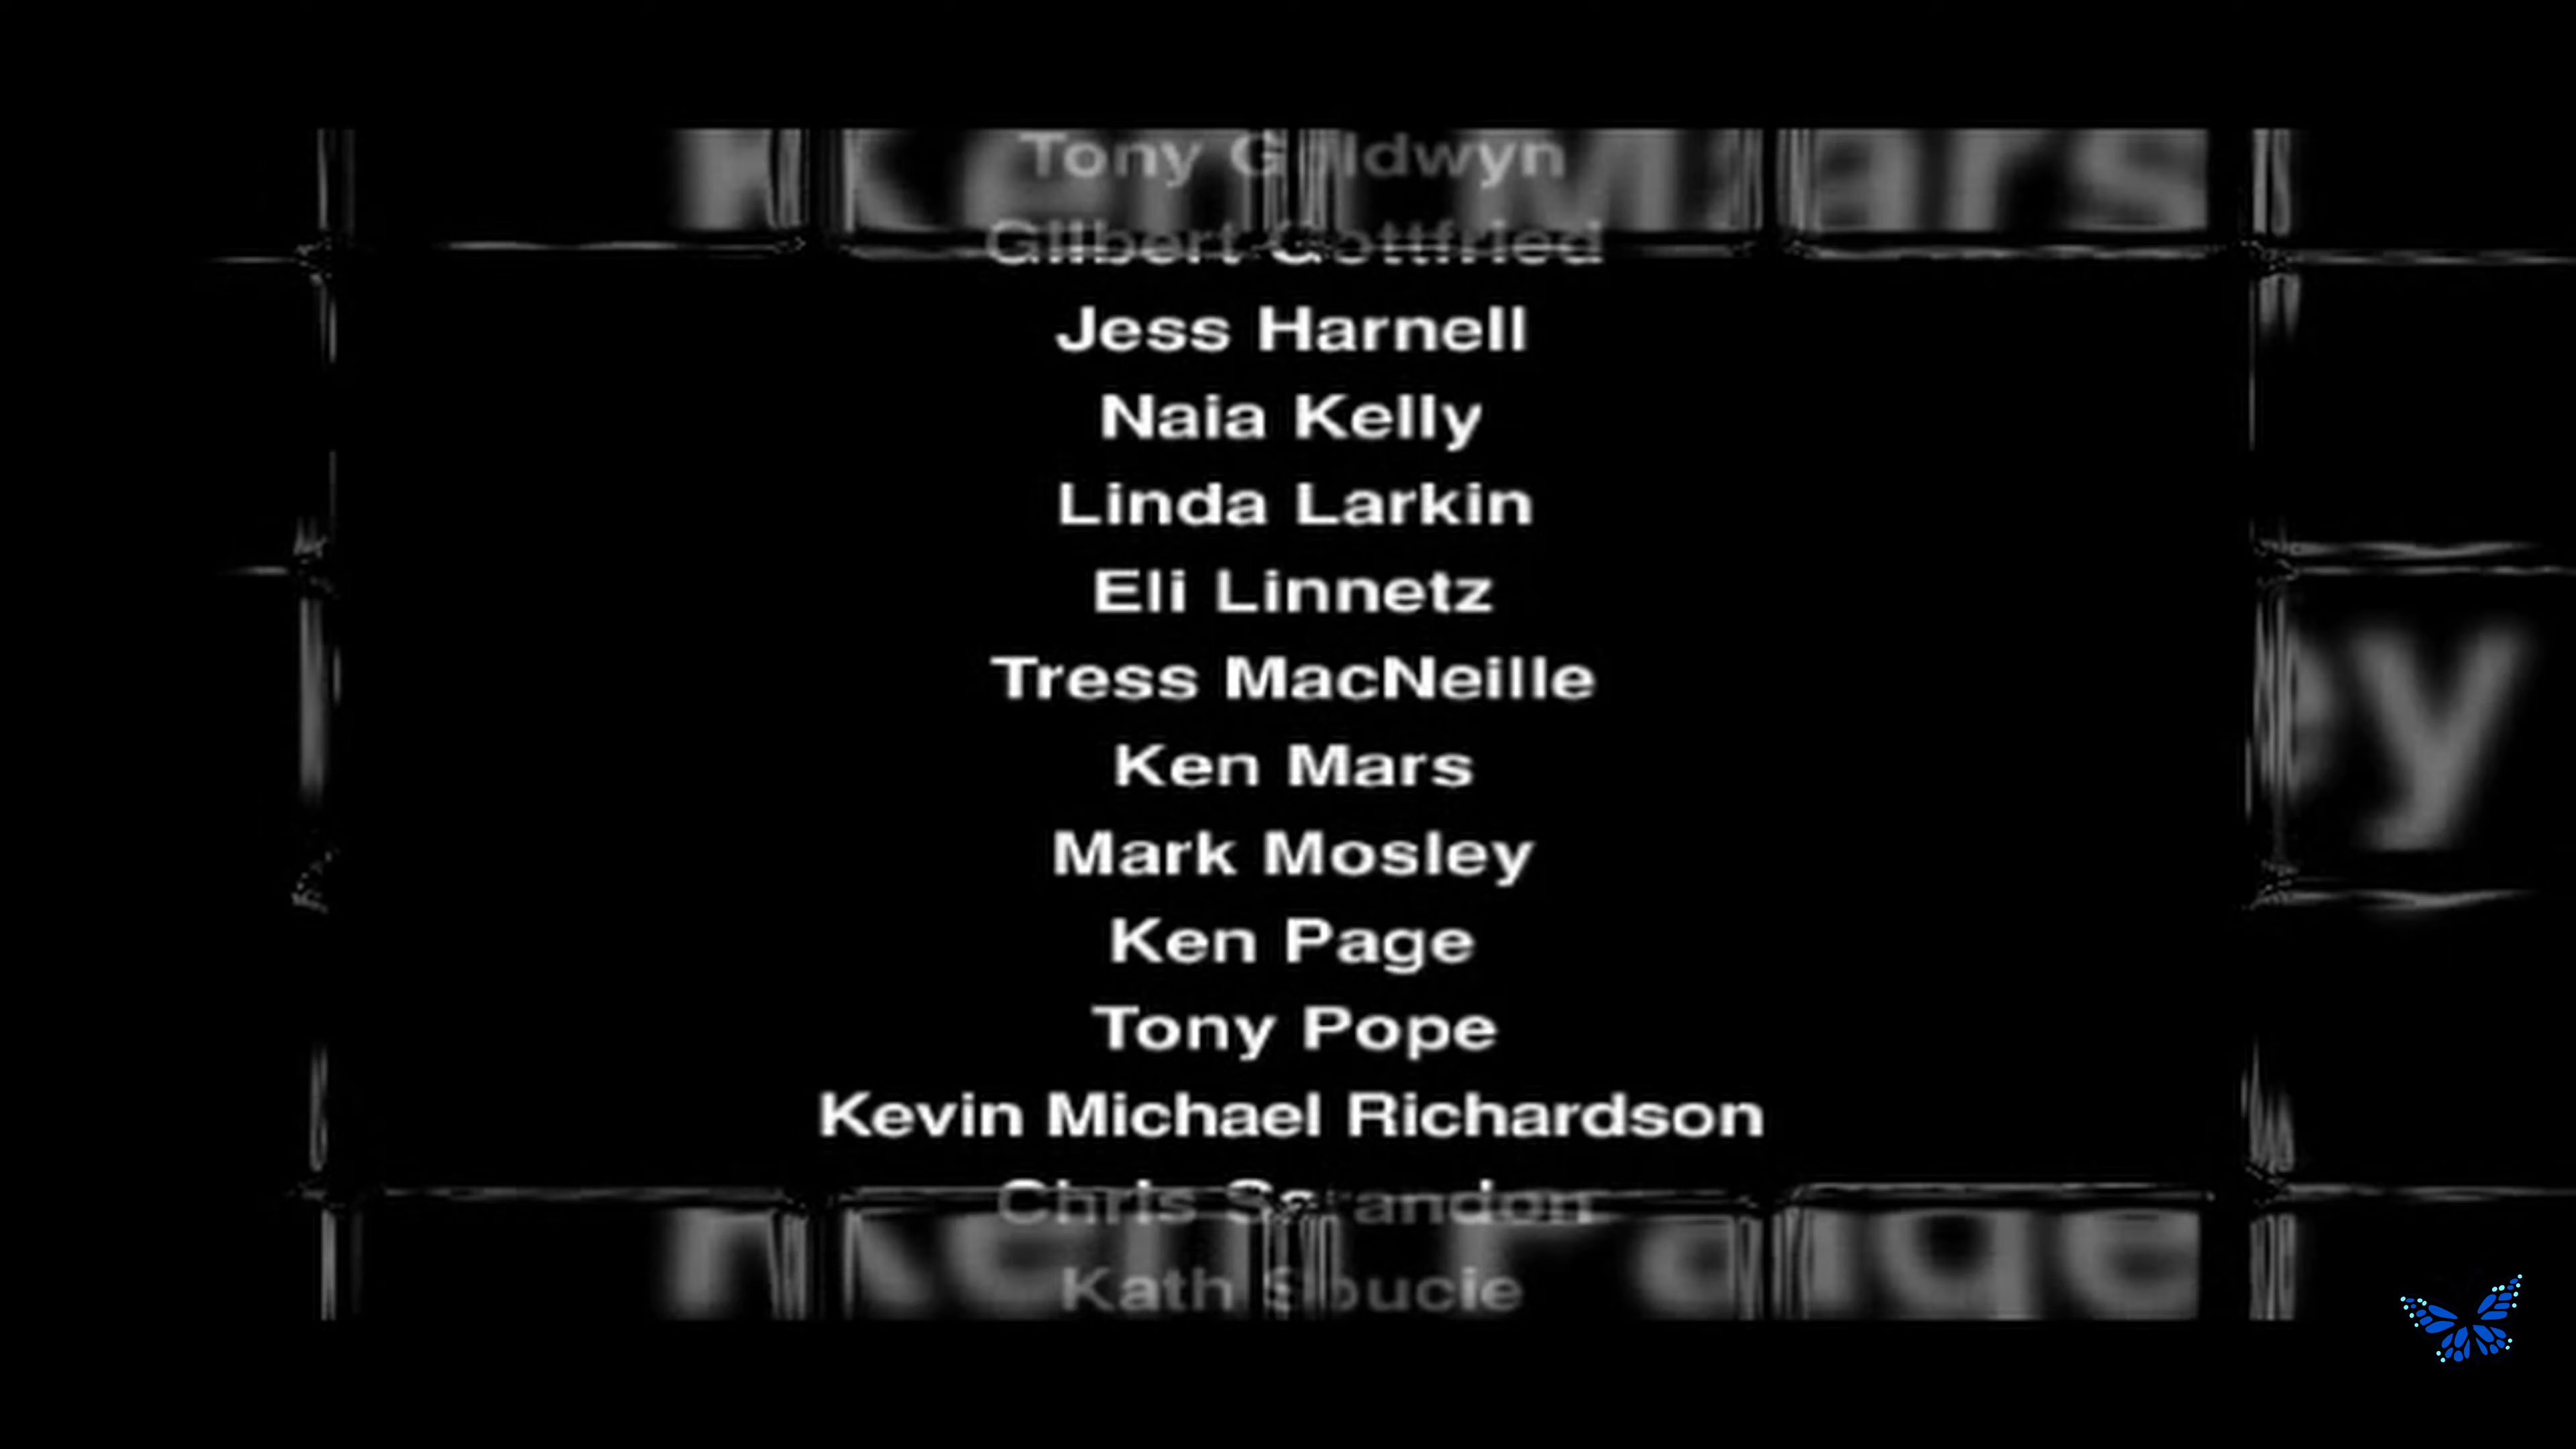 Tony Goldwyn
Gilbert Gottfried
Jess Harnell
Naia Kelly
Linda Larkin
Eli Linnetz
Tress MacNeille
Ken Mars
Mark Mosley
Ken Page
Tony Pope
Kevin Michael Richardson
Chris Sarandon
Kath Soucie